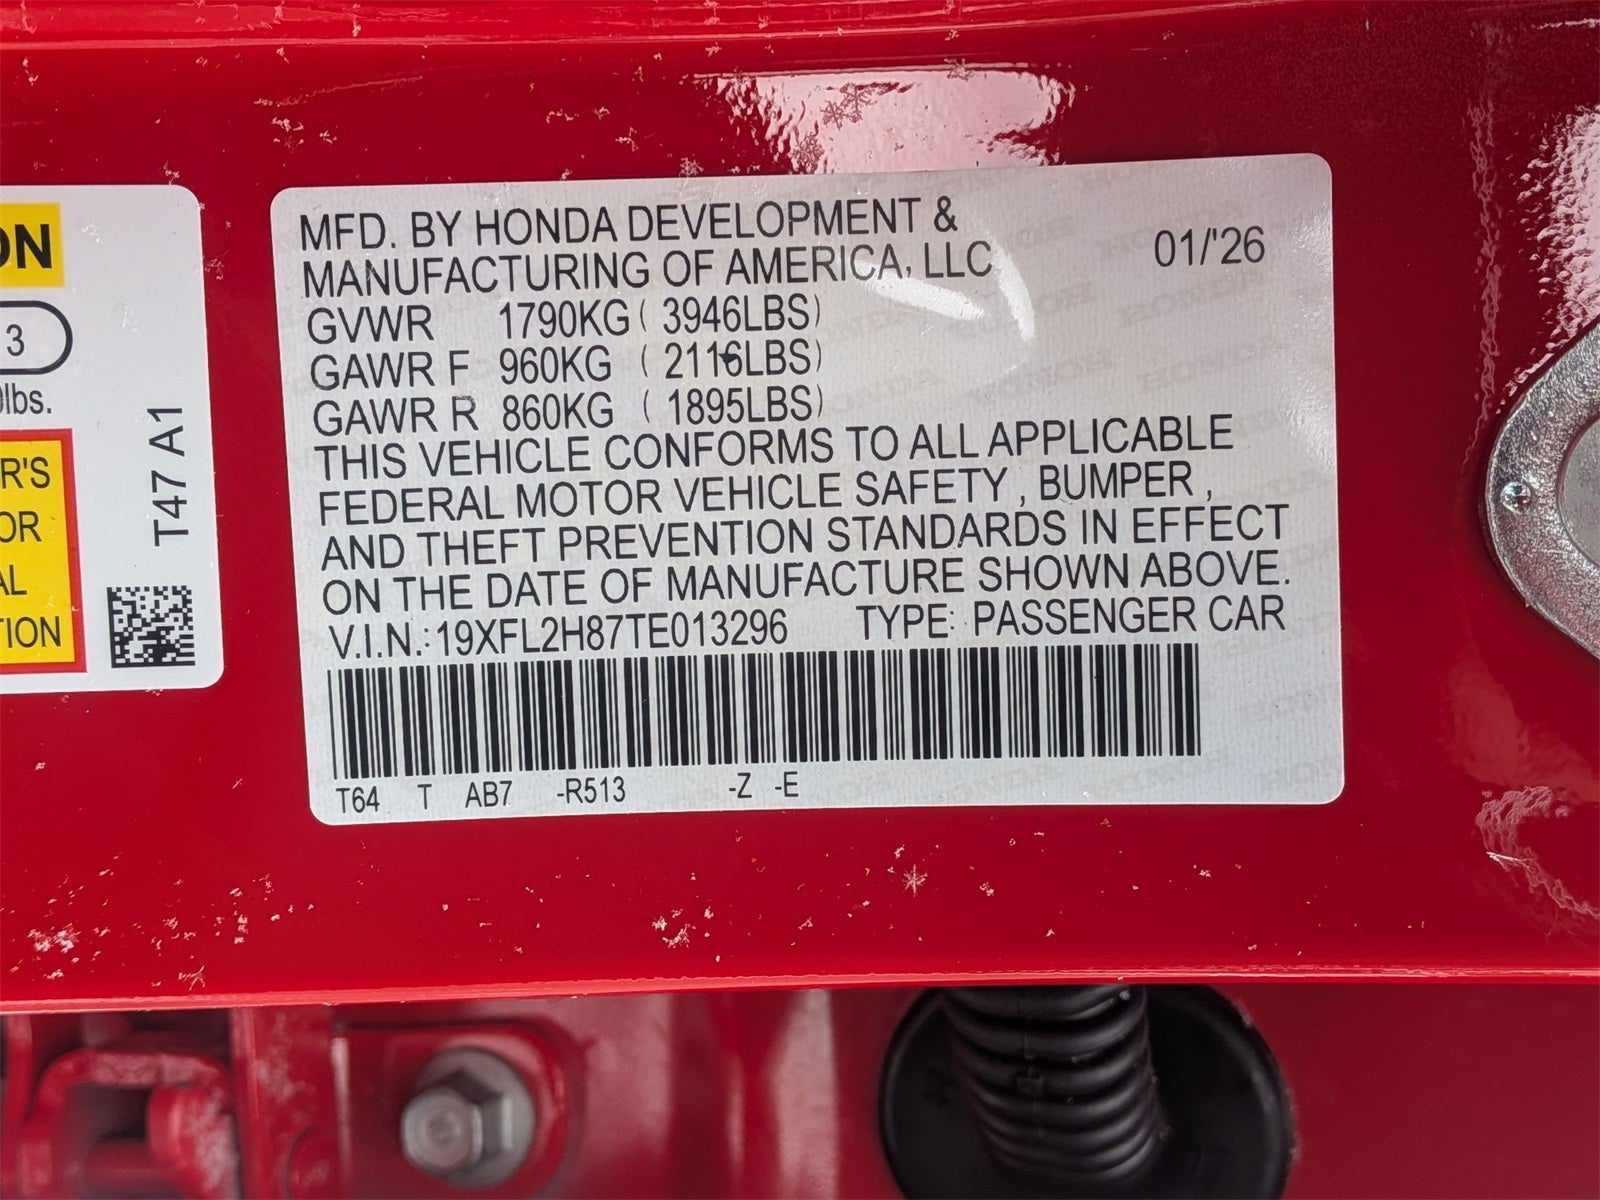 ON
3
lbs.
R'S
OR
AL
TION
T47 A1
MFD. BY HONDA DEVELOPMENT &
MANUFACTURING OF AMERICA, LLC
01/'26
GVWR 1790KG ( 3946LBS)
GAWR F 960KG ( 2116LBS)
GAWR R 860KG ( 1895LBS)
THIS VEHICLE CONFORMS TO ALL APPLICABLE
FEDERAL MOTOR VEHICLE SAFETY , BUMPER ,
AND THEFT PREVENTION STANDARDS IN EFFECT
ON THE DATE OF MANUFACTURE SHOWN ABOVE.
V.I.N.: 19XFL2H87TE013296 TYPE: PASSENGER CAR
T64 T AB7 -R513 -Z -E